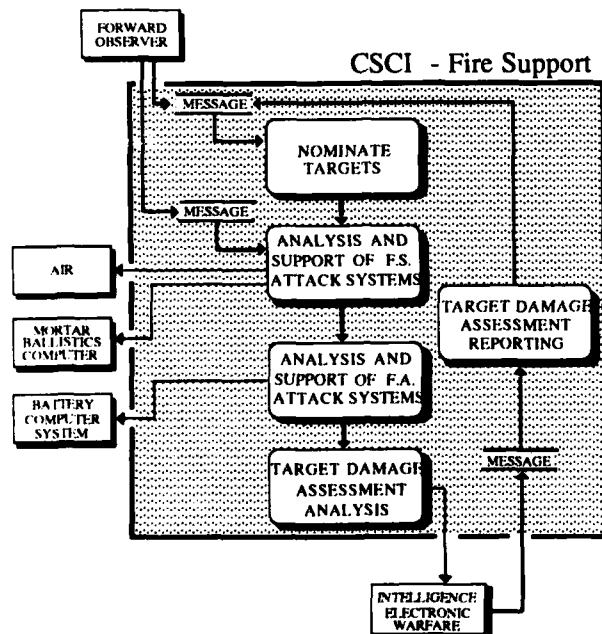 FORWARD
OBSERVER
CSCI - Fire Support
MESSAGE
NOMINATE
TARGETS
MESSAGE
ANALYSIS AND
SUPPORT OF F.S.
ATTACK SYSTEMS
AIR
MORTAR
BALLISTICS
COMPUTER
TARGET DAMAGE
ASSESSMENT
REPORTING
ANALYSIS AND
SUPPORT OF F.A.
ATTACK SYSTEMS
BATTERY
COMPUTER
SYSTEM
MESSAGE
TARGET DAMAGE
ASSESSMENT
ANALYSIS
INTELLIGENCE
ELECTRONIC
WARFARE